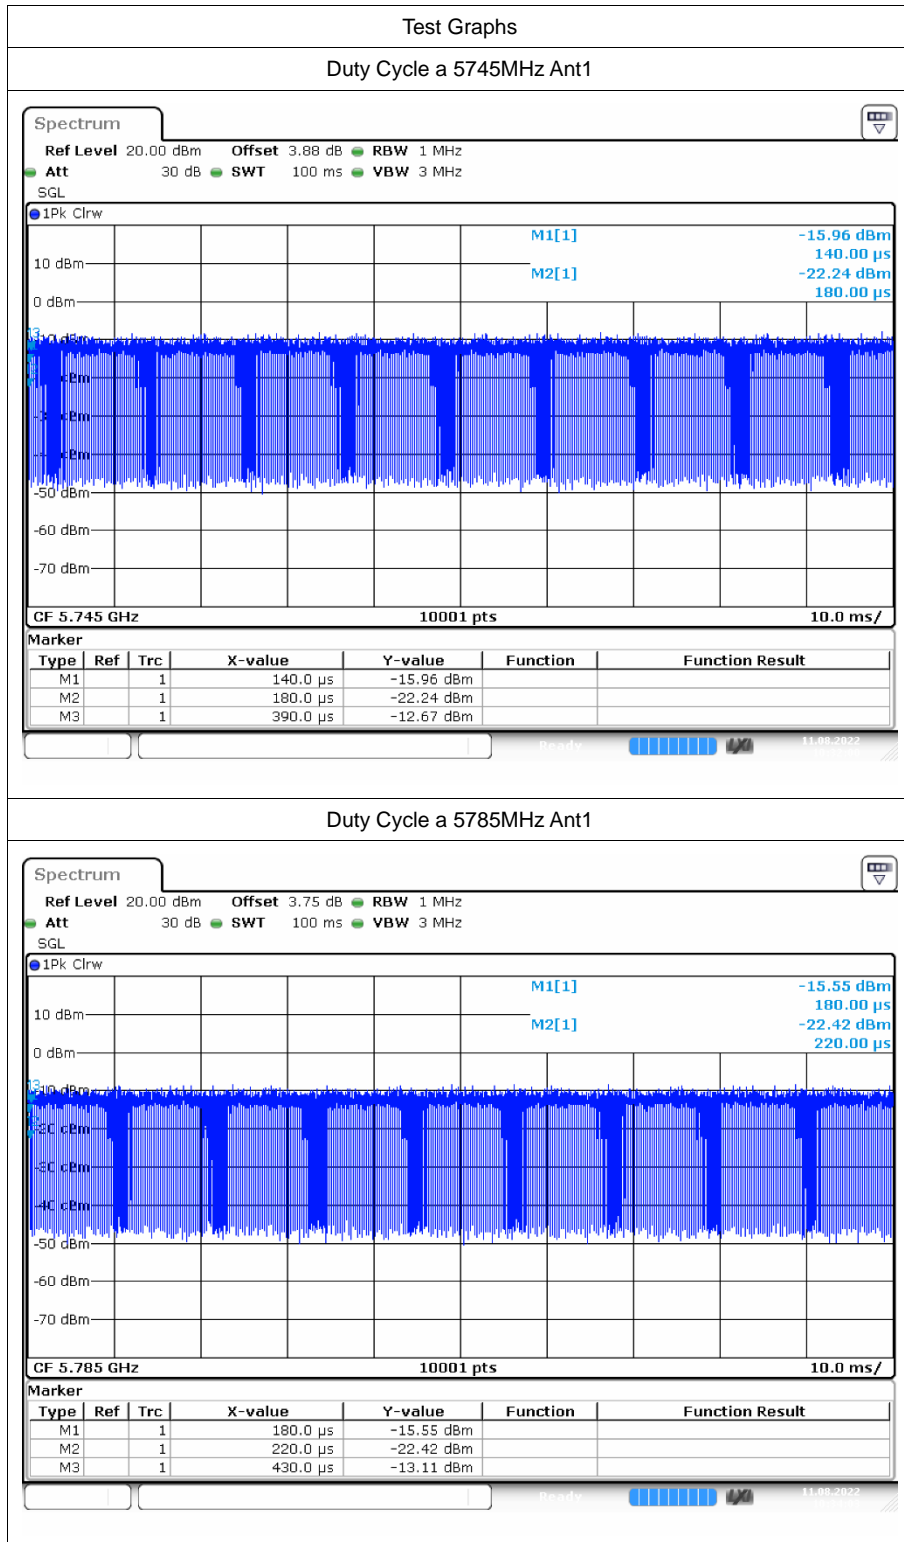 Test Graphs
Duty Cycle a 5745MHz Ant1
Spectrum
Ref Level 20.00 dBm Offset 3.88 dB RBW 1 MHz
Att 30 dB SWT 100 ms VBW 3 MHz
SGL
1Pk Clrw
M1[1] -15.96 dBm
140.00 µs
10 dBm
M2[1] -22.24 dBm
180.00 µs
0 dBm
-50 dBm
-60 dBm
-70 dBm
CF 5.745 GHz 10001 pts 10.0 ms/
Marker
Type Ref Trc X-value Y-value Function Function Result
M1 1 140.0 µs -15.96 dBm
M2 1 180.0 µs -22.24 dBm
M3 1 390.0 µs -12.67 dBm
Ready 11.08.2022
Duty Cycle a 5785MHz Ant1
Spectrum
Ref Level 20.00 dBm Offset 3.75 dB RBW 1 MHz
Att 30 dB SWT 100 ms VBW 3 MHz
SGL
1Pk Clrw
M1[1] -15.55 dBm
180.00 µs
10 dBm
M2[1] -22.42 dBm
220.00 µs
0 dBm
-50 dBm
-60 dBm
-70 dBm
CF 5.785 GHz 10001 pts 10.0 ms/
Marker
Type Ref Trc X-value Y-value Function Function Result
M1 1 180.0 µs -15.55 dBm
M2 1 220.0 µs -22.42 dBm
M3 1 430.0 µs -13.11 dBm
Ready 11.08.2022